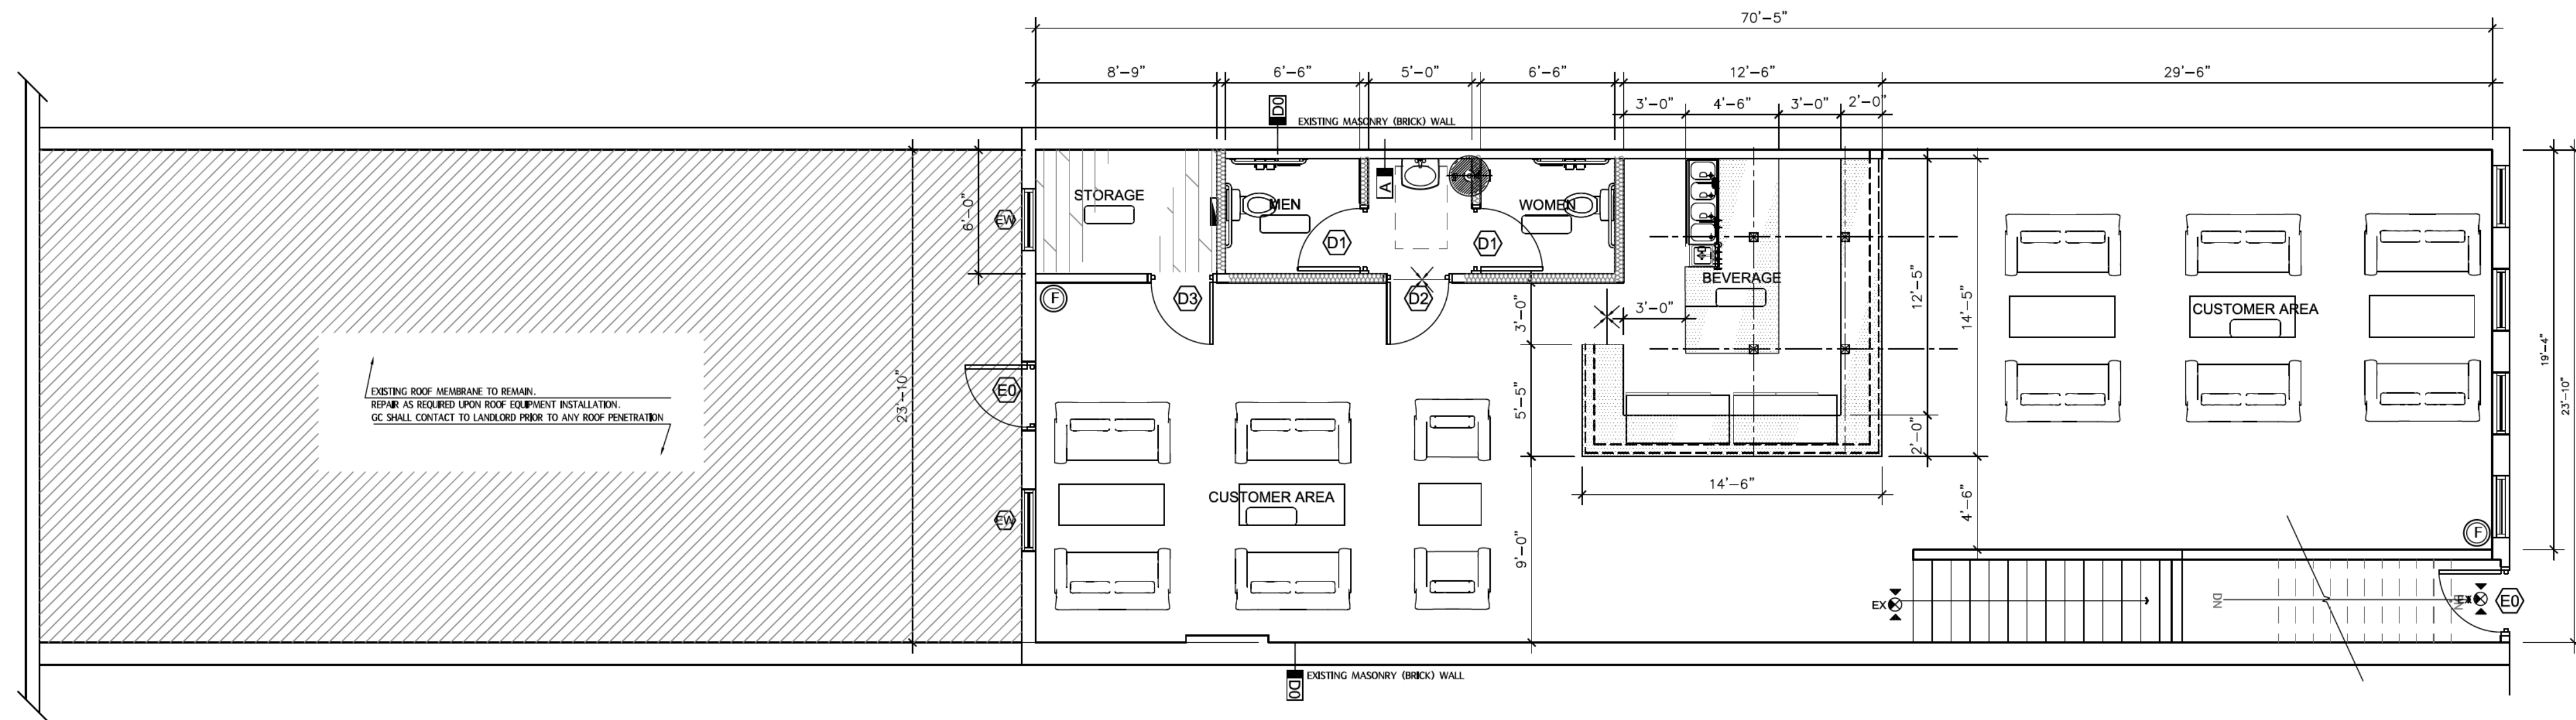 70'-5"
8'-9"
6'-6"
5'-0"
6'-6"
12'-6"
29'-6"
3'-0"
4'-6"
3'-0"
2'-0"
D0
EXISTING MASONRY (BRICK) WALL
A
STORAGE
MEN
WOMEN
6'-0"
EW
D1
D1
BEVERAGE
12'-5"
14'-5"
CUSTOMER AREA
19'-4"
23'-10"
F
D3
D2
3'-0"
3'-0"
EXISTING ROOF MEMBRANE TO REMAIN.
REPAIR AS REQUIRED UPON ROOF EQUIPMENT INSTALLATION.
GC SHALL CONTACT TO LANDLORD PRIOR TO ANY ROOF PENETRATION
23'-10"
E0
5'-5"
2'-0"
14'-6"
CUSTOMER AREA
4'-6"
EW
9'-0"
F
EX
DN
DN
EX
E0
D0
EXISTING MASONRY (BRICK) WALL